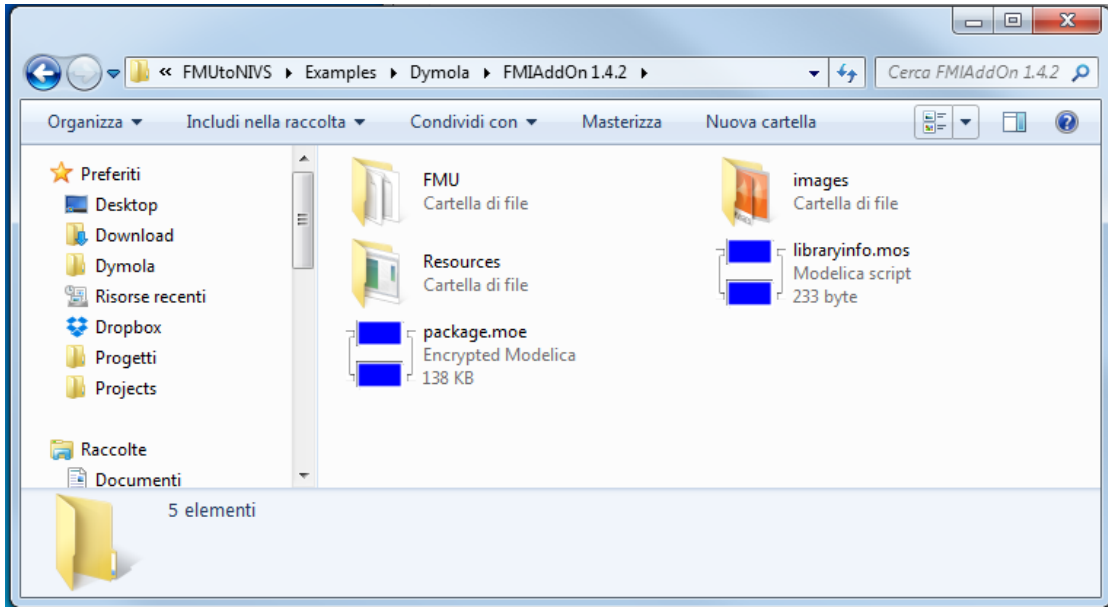 « FMUtoNIVS ▸ Examples ▸ Dymola ▸ FMIAddOn 1.4.2 ▸
Cerca FMIAddOn 1.4.2
Organizza
Includi nella raccolta
Condividi con
Masterizza
Nuova cartella
Preferiti
Desktop
Download
Dymola
Risorse recenti
Dropbox
Progetti
Projects
Raccolte
Documenti
FMU
Cartella di file
images
Cartella di file
Resources
Cartella di file
libraryinfo.mos
Modelica script
233 byte
package.moe
Encrypted Modelica
138 KB
5 elementi